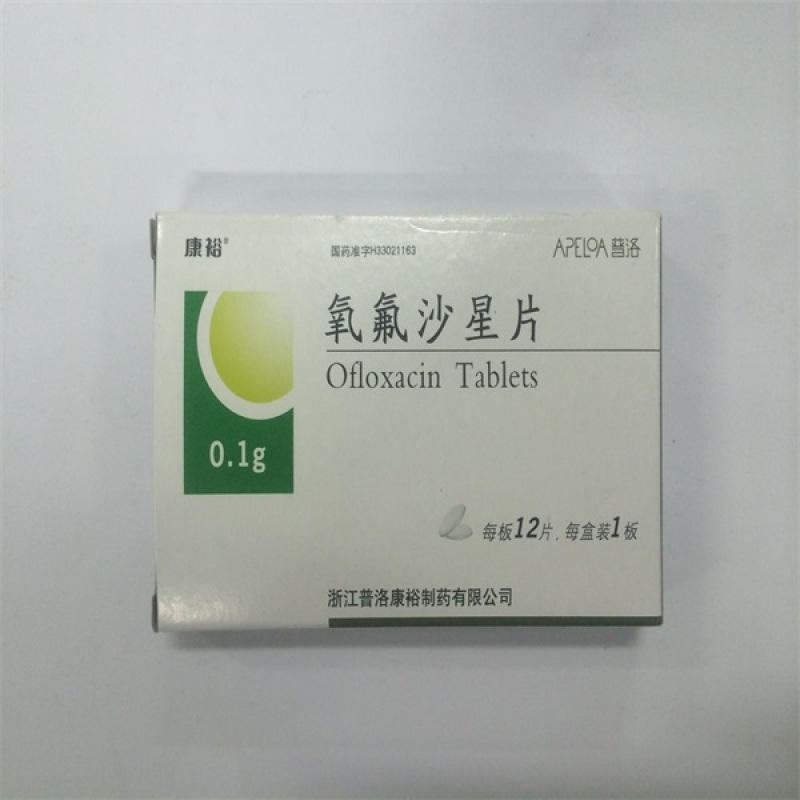 康裕®
国药准字H33021163
APELOA 普洛
氧氟沙星片
Ofloxacin Tablets
0.1g
每板12片，每盒装1板
浙江普洛康裕制药有限公司